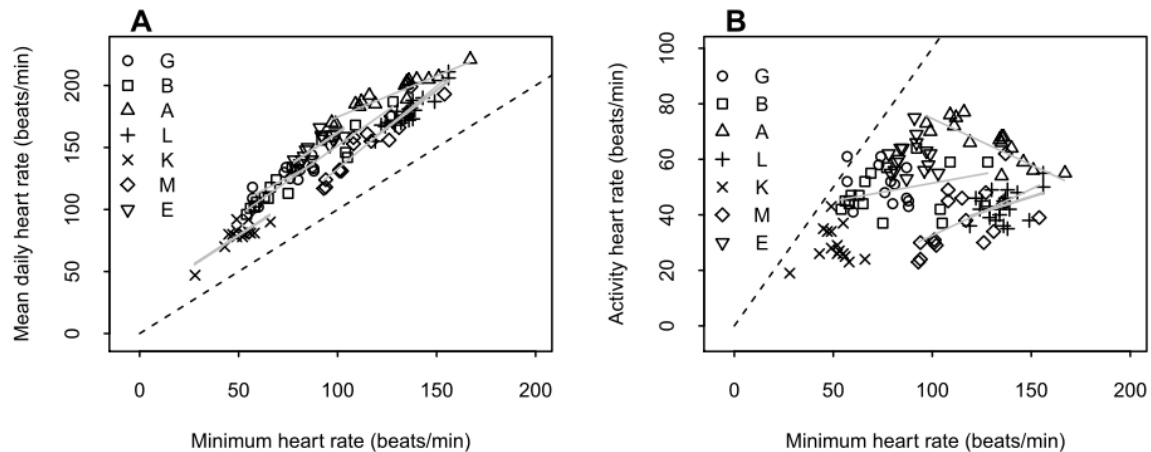 A
Mean daily heart rate (beats/min)
200
150
100
50
0
G
B
A
L
K
M
E
0 50 100 150 200
Minimum heart rate (beats/min)
B
Activity heart rate (beats/min)
100
80
60
40
20
0
G
B
A
L
K
M
E
0 50 100 150 200
Minimum heart rate (beats/min)